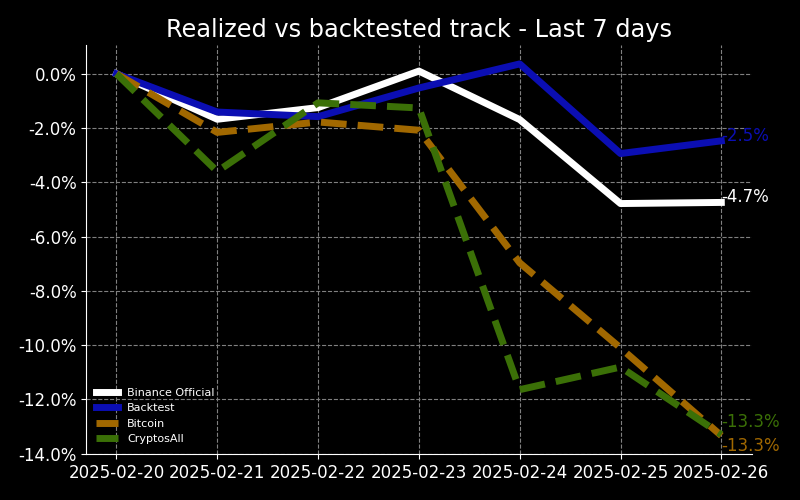 Realized vs backtested track - Last 7 days
0.0%
-2.0%
-4.0%
-6.0%
-8.0%
-10.0%
-12.0%
-14.0%
-2.5%
-4.7%
-13.3%
-13.3%
Binance Official
Backtest
Bitcoin
CryptosAll
2025-02-20 2025-02-21 2025-02-22 2025-02-23 2025-02-24 2025-02-25 2025-02-26